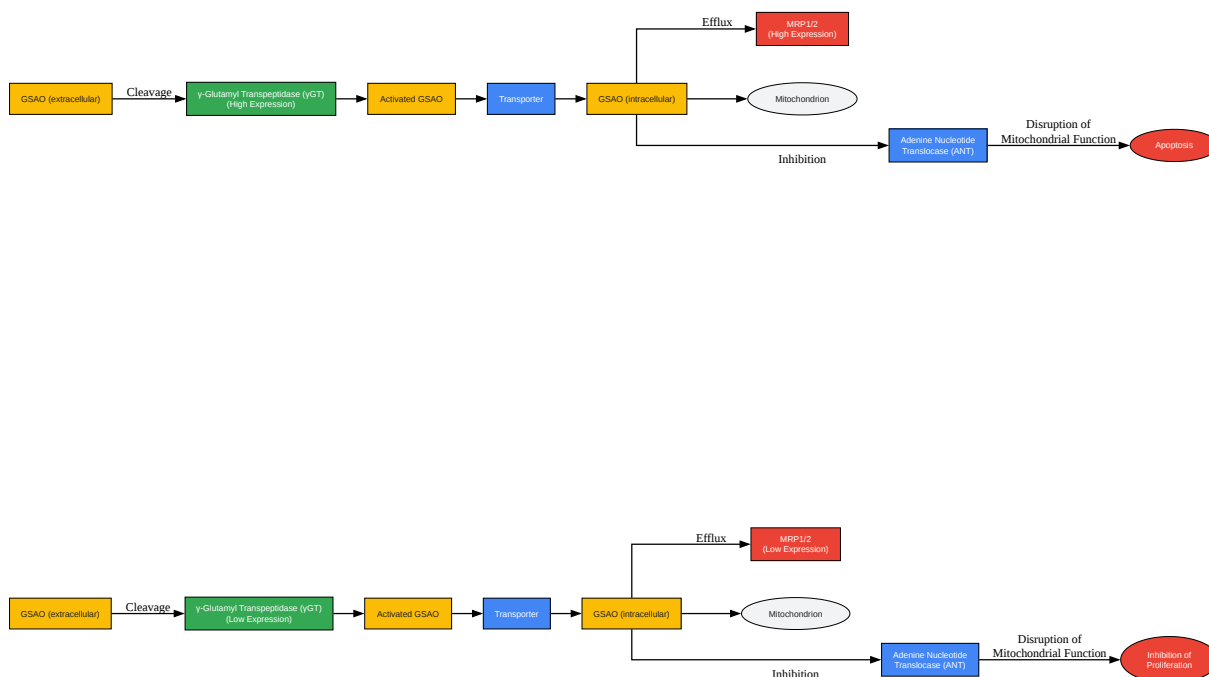 Efflux
MRP1/2
(High Expression)
GSAO (extracellular)
Cleavage
γ-Glutamyl Transpeptidase (γGT)
(High Expression)
Activated GSAO
Transporter
GSAO (intracellular)
Mitochondrion
Inhibition
Adenine Nucleotide
Translocase (ANT)
Disruption of
Mitochondrial Function
Apoptosis
Efflux
MRP1/2
(Low Expression)
GSAO (extracellular)
Cleavage
γ-Glutamyl Transpeptidase (γGT)
(Low Expression)
Activated GSAO
Transporter
GSAO (intracellular)
Mitochondrion
Inhibition
Adenine Nucleotide
Translocase (ANT)
Disruption of
Mitochondrial Function
Inhibition of
Proliferation